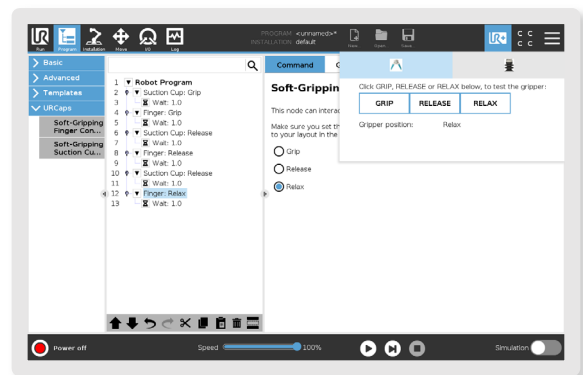 PROGRAM <unnamed>*
INSTALLATION default
Run Program Installation Move I/O Log New Open Save
C C
C C
Basic
Advanced
Templates
URCaps
Soft-Gripping
Finger Con...
Soft-Gripping
Suction Cu...
1 Robot Program
2 Suction Cup: Grip
3 Wait: 1.0
4 Finger: Grip
5 Wait: 1.0
6 Suction Cup: Release
7 Wait: 1.0
8 Finger: Release
9 Wait: 1.0
10 Suction Cup: Release
11 Wait: 1.0
12 Finger: Relax
13 Wait: 1.0
Command G
Soft-Grippin
This node can interac
Make sure you set th
to your layout in the
Grip
Release
Relax
Click GRIP, RELEASE or RELAX below, to test the gripper:
GRIP RELEASE RELAX
Gripper position: Relax
Power off
Speed 100%
Simulation